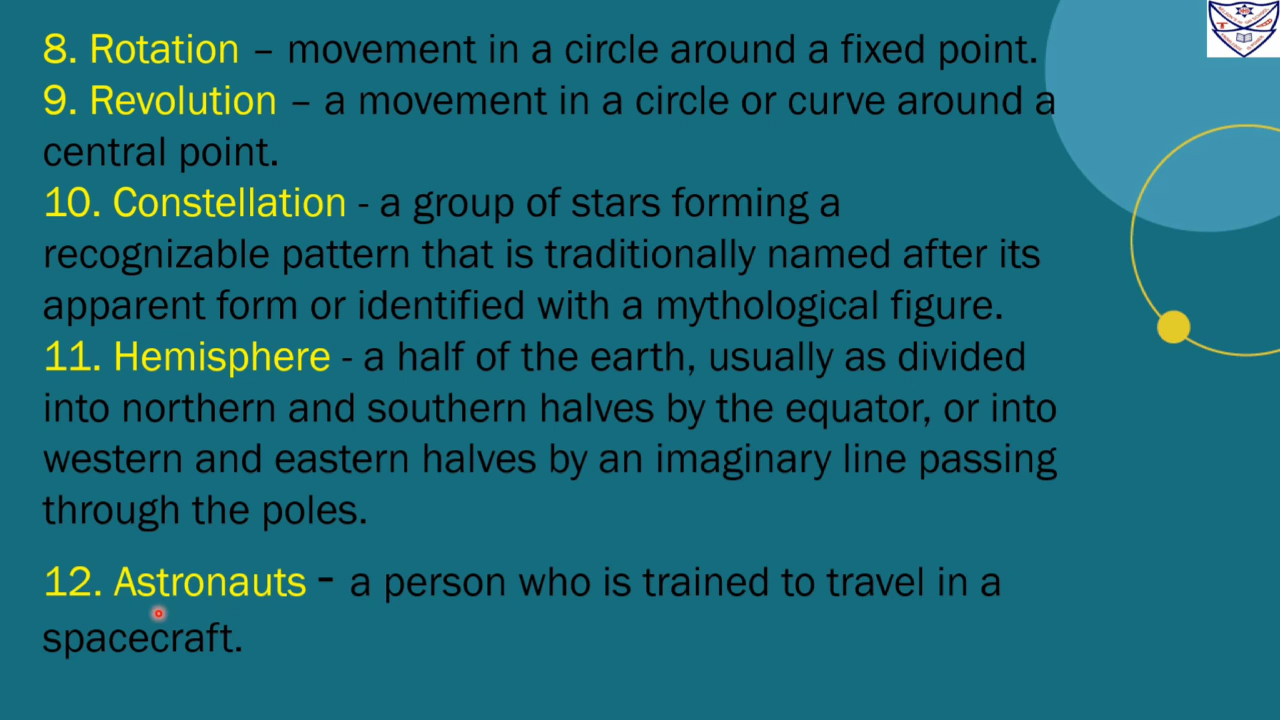 8. Rotation – movement in a circle around a fixed point.
9. Revolution – a movement in a circle or curve around a
central point.
10. Constellation - a group of stars forming a
recognizable pattern that is traditionally named after its
apparent form or identified with a mythological figure.
11. Hemisphere - a half of the earth, usually as divided
into northern and southern halves by the equator, or into
western and eastern halves by an imaginary line passing
through the poles.
12. Astronauts - a person who is trained to travel in a
spacecraft.